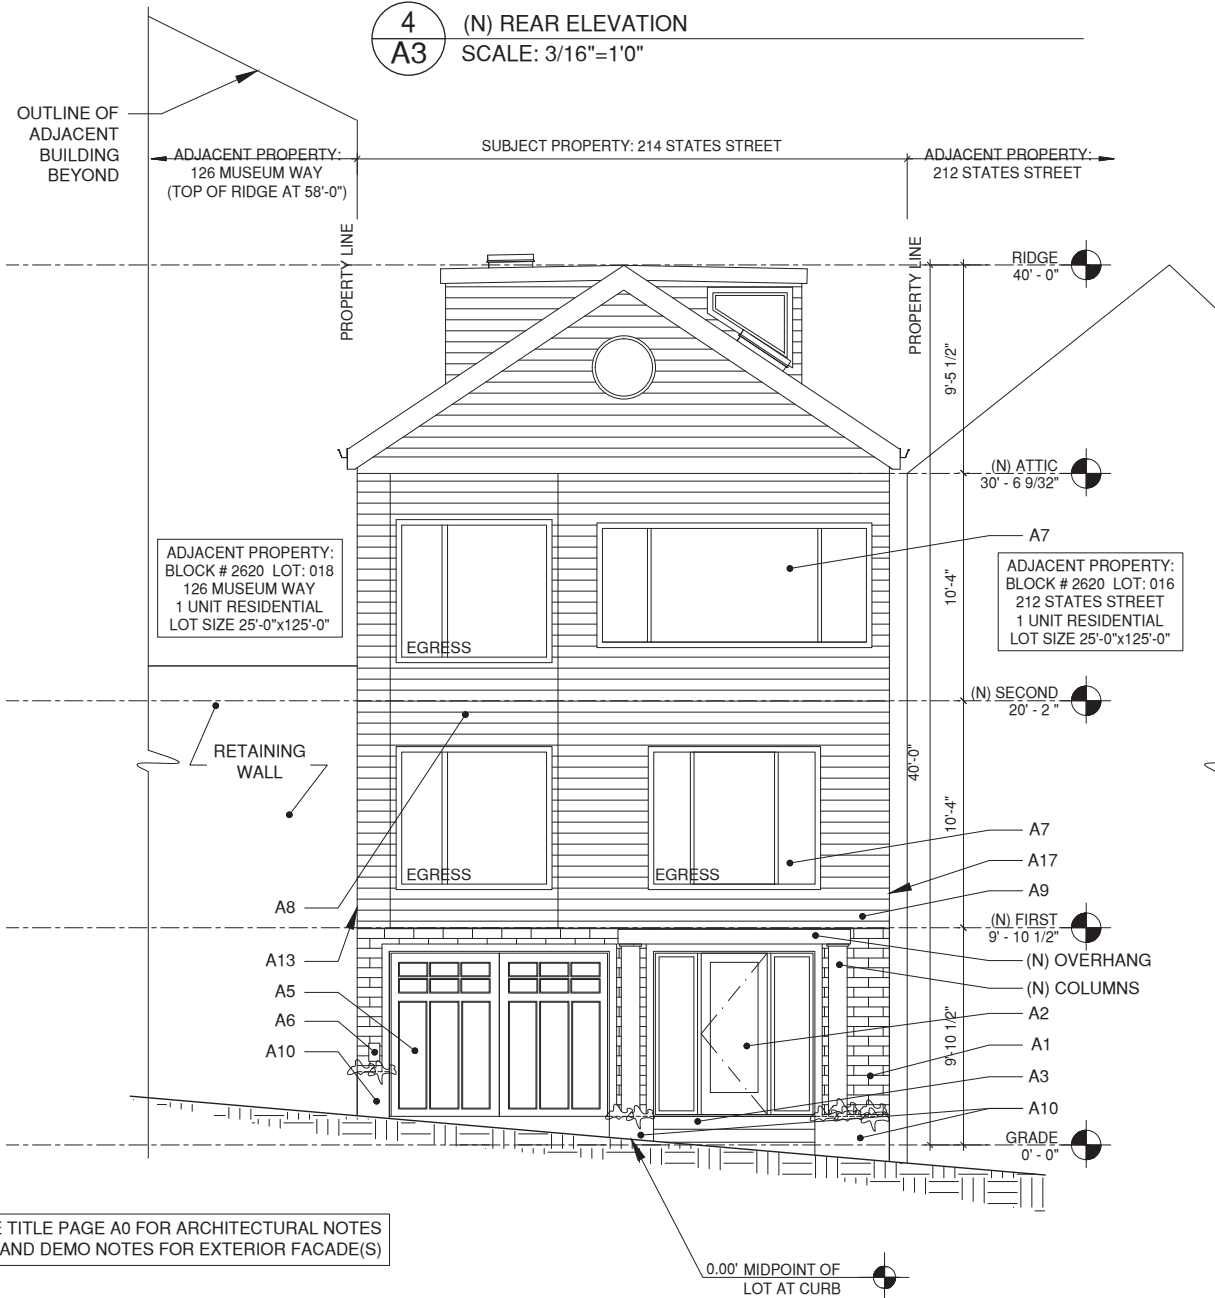 4
A3
(N) REAR ELEVATION
SCALE: 3/16"=1'0"
OUTLINE OF
ADJACENT
BUILDING
BEYOND
ADJACENT PROPERTY:
126 MUSEUM WAY
(TOP OF RIDGE AT 58'-0")
SUBJECT PROPERTY: 214 STATES STREET
ADJACENT PROPERTY:
212 STATES STREET
PROPERTY LINE
PROPERTY LINE
RIDGE
40' - 0"
9'-5 1/2"
(N) ATTIC
30' - 6 9/32"
A7
ADJACENT PROPERTY:
BLOCK # 2620 LOT: 018
126 MUSEUM WAY
1 UNIT RESIDENTIAL
LOT SIZE 25'-0"x125'-0"
ADJACENT PROPERTY:
BLOCK # 2620 LOT: 016
212 STATES STREET
1 UNIT RESIDENTIAL
LOT SIZE 25'-0"x125'-0"
10'-4"
EGRESS
(N) SECOND
20' - 2 "
RETAINING
WALL
40'-0"
10'-4"
A7
A17
EGRESS
EGRESS
A9
A8
(N) FIRST
9' - 10 1/2"
A13
(N) OVERHANG
A5
(N) COLUMNS
A6
A2
9'-10 1/2"
A10
A1
A3
A10
GRADE
0' - 0"
E TITLE PAGE A0 FOR ARCHITECTURAL NOTES
AND DEMO NOTES FOR EXTERIOR FACADE(S)
0.00' MIDPOINT OF
LOT AT CURB